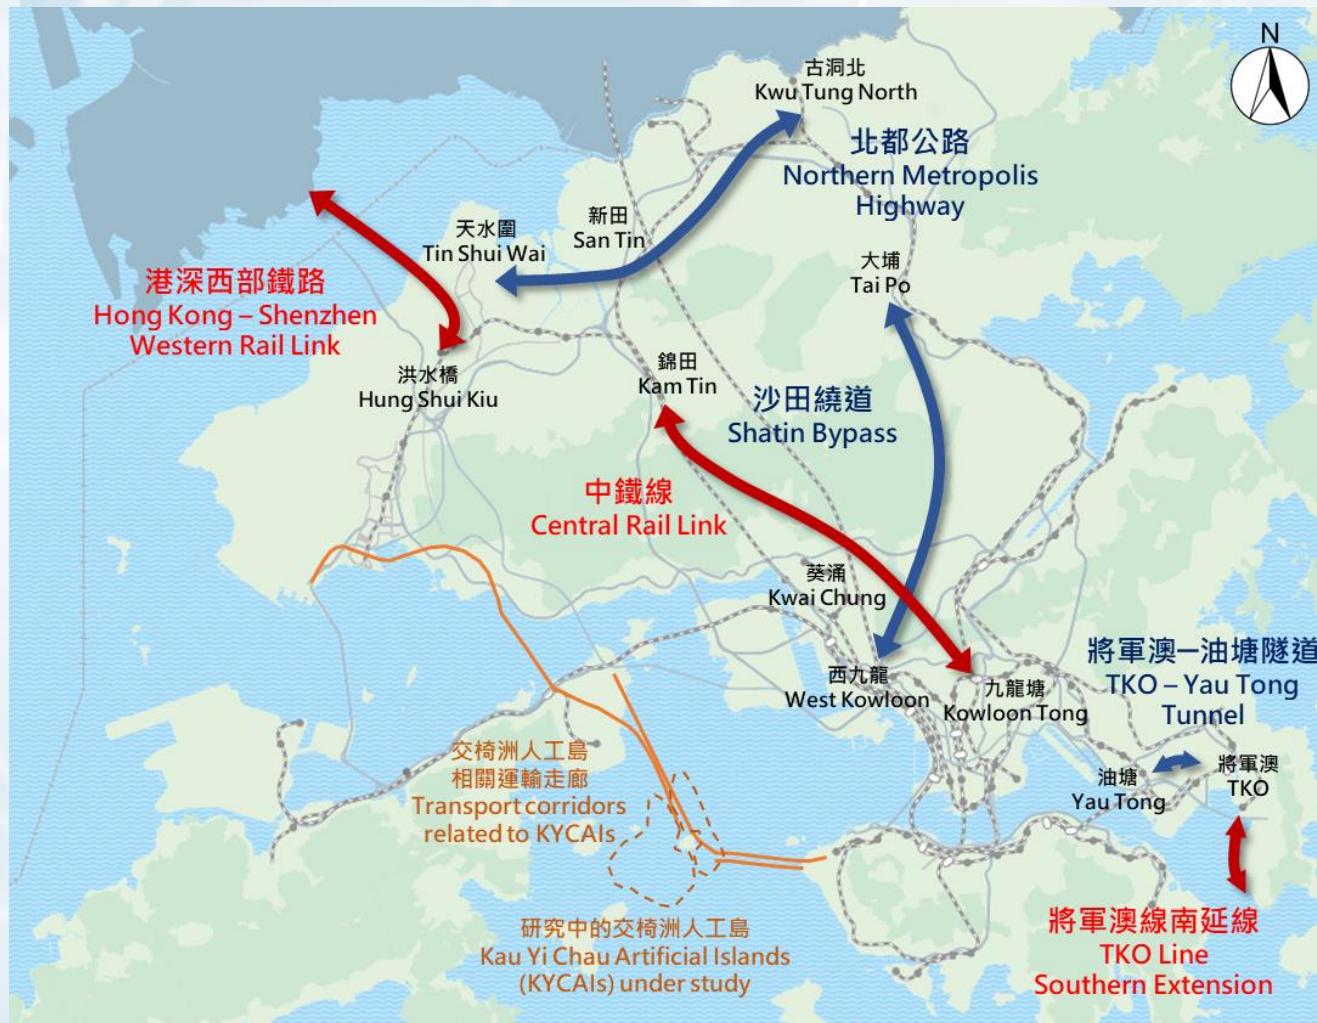 N
古洞北
Kwu Tung North
北都公路
Northern Metropolis
Highway
天水圍
Tin Shui Wai
新田
San Tin
大埔
Tai Po
港深西部鐵路
Hong Kong – Shenzhen
Western Rail Link
洪水橋
Hung Shui Kiu
錦田
Kam Tin
沙田繞道
Shatin Bypass
中鐵線
Central Rail Link
葵涌
Kwai Chung
西九龍
West Kowloon
九龍塘
Kowloon Tong
將軍澳─油塘隧道
TKO – Yau Tong
Tunnel
油塘
Yau Tong
將軍澳
TKO
交椅洲人工島
相關運輸走廊
Transport corridors
related to KYCAIs
研究中的交椅洲人工島
Kau Yi Chau Artificial Islands
(KYCAIs) under study
將軍澳線南延線
TKO Line
Southern Extension